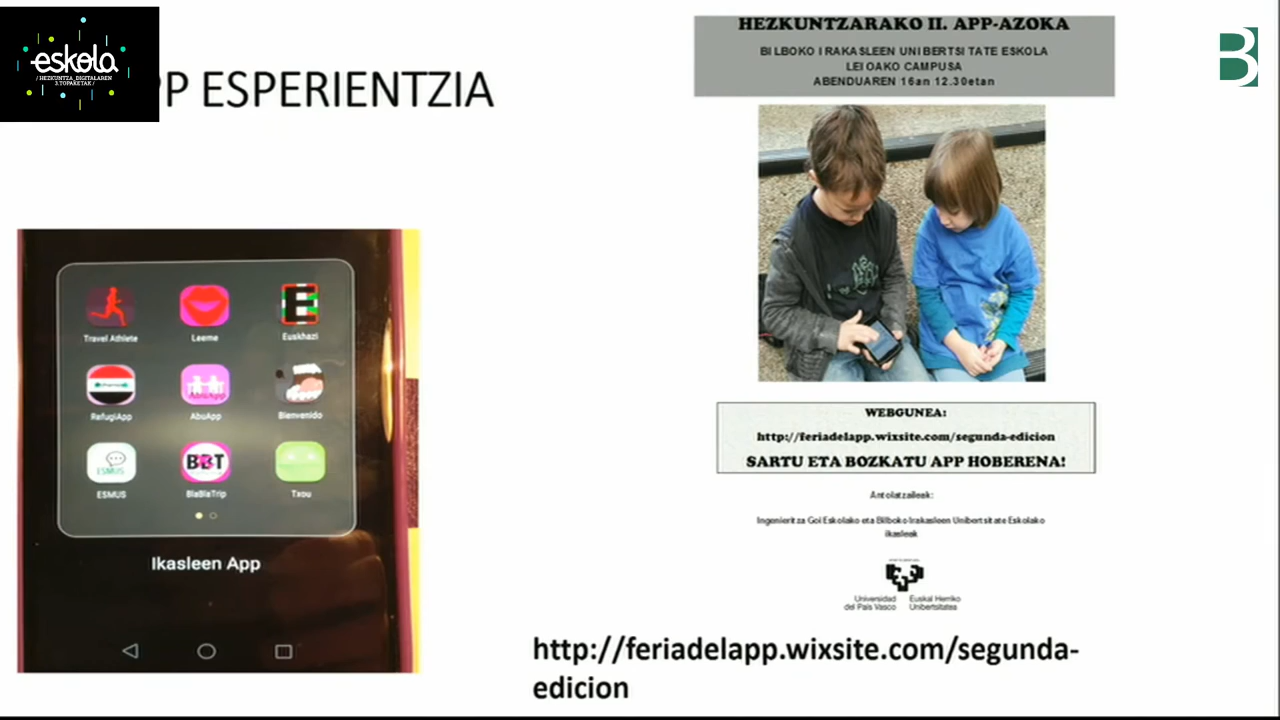 eskola
/ HEZKUNTZA DIGITALAREN
3.TOPAKETAK /
PP ESPERIENTZIA
HEZKUNTZARAKO II. APP-AZOKA
BILBOKO IRAKASLEEN UNIBERTSITATE ESKOLA
LEIOAKO CAMPUSA
ABENDUAREN 16an 12.30etan
B
Travel Athlete
Leeme
Euskhazi
RefugiApp
AbuApp
Bienvenido
ESMUS
ESMUS
BBT
BlaBlaTrip
Txou
Ikasleen App
WEBGUNEA:
http://feriadelapp.wixsite.com/segunda-edicion
SARTU ETA BOZKATU APP HOBERENA!
Antolatzaileak:
Ingenieritza Goi Eskolako eta Bilboko Irakasleen Unibertsitate Eskolako
ikasleak
Universidad del País Vasco
Euskal Herriko Unibertsitatea
http://feriadelapp.wixsite.com/segunda-
edicion